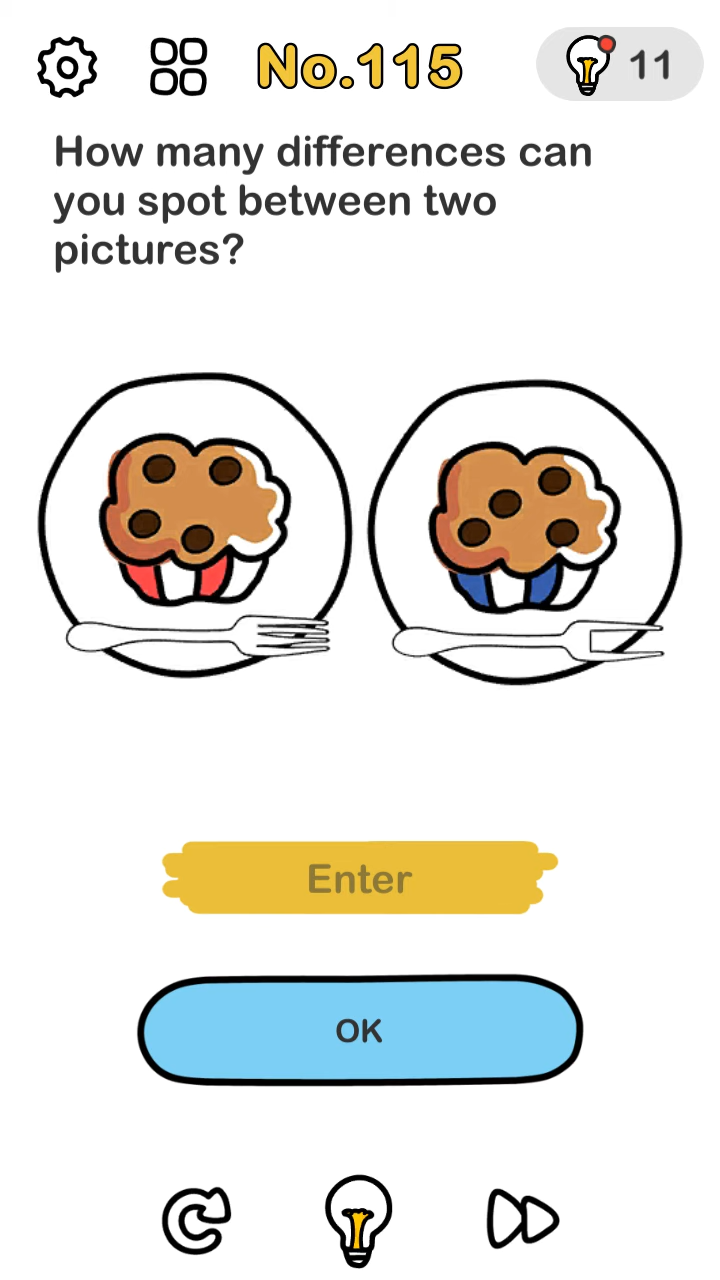 No.115
11
How many differences can
you spot between two
pictures?
Enter
OK